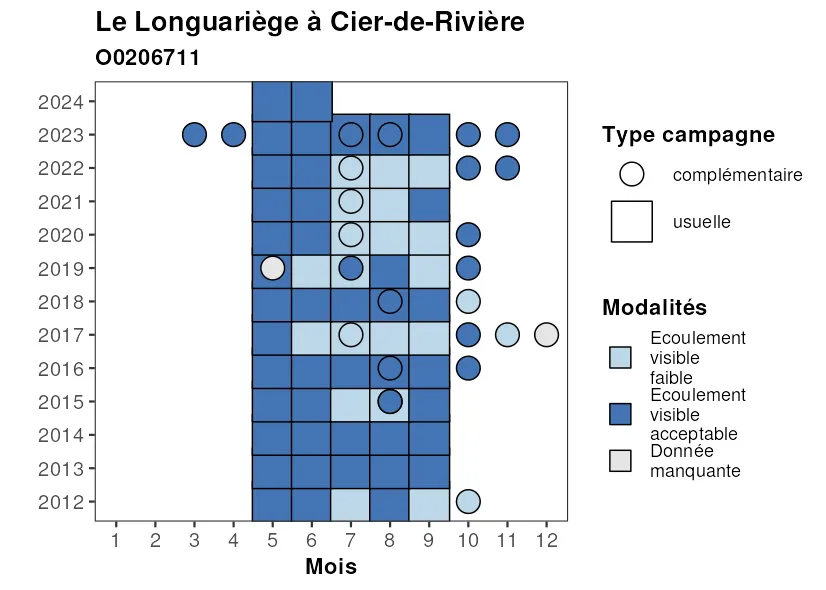 Le Longuariège à Cier-de-Rivière
O0206711
2024
2023
2022
2021
2020
2019
2018
2017
2016
2015
2014
2013
2012
1 2 3 4 5 6 7 8 9 10 11 12
Mois
Type campagne
complémentaire
usuelle
Modalités
Ecoulement
visible
faible
Ecoulement
visible
acceptable
Donnée
manquante